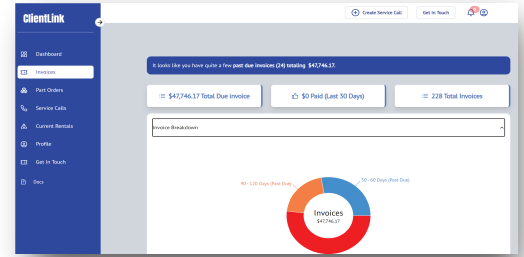 ClientLink
Create Service Call
Get In Touch
Dashboard
Invoices
Part Orders
Service Calls
Current Rentals
Profile
Get In Touch
Docs
It looks like you have quite a few past due invoices (24) totaling $47,746.17.
$47,746.17 Total Due invoice
$0 Paid (Last 30 Days)
228 Total Invoices
Invoice Breakdown
90 - 120 Days (Past Due)
30 - 60 Days (Past Due)
Invoices
$47,746.17